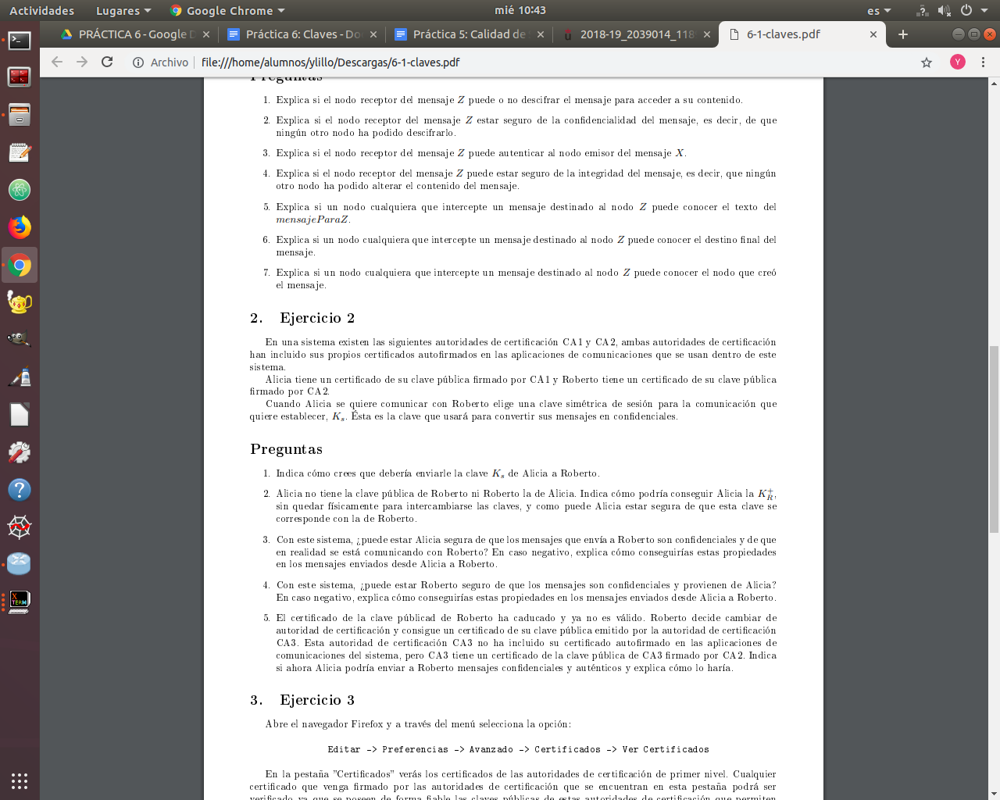 Actividades Lugares Google Chrome mié 10:43 es
PRÁCTICA 6 - Google D Práctica 6: Claves - Do Práctica 5: Calidad de 2018-19_2039014_118 6-1-claves.pdf
Archivo file:///home/alumnos/ylillo/Descargas/6-1-claves.pdf Y
Preguntas
1. Explica si el nodo receptor del mensaje Z puede o no descifrar el mensaje para acceder a su contenido.
2. Explica si el nodo receptor del mensaje Z estar seguro de la confidencialidad del mensaje, es decir, de que
ningún otro nodo ha podido descifrarlo.
3. Explica si el nodo receptor del mensaje Z puede autenticar al nodo emisor del mensaje X.
4. Explica si el nodo receptor del mensaje Z puede estar seguro de la integridad del mensaje, es decir, que ningún
otro nodo ha podido alterar el contenido del mensaje.
5. Explica si un nodo cualquiera que intercepte un mensaje destinado al nodo Z puede conocer el texto del
mensajeParaZ.
6. Explica si un nodo cualquiera que intercepte un mensaje destinado al nodo Z puede conocer el destino final del
mensaje.
7. Explica si un nodo cualquiera que intercepte un mensaje destinado al nodo Z puede conocer el nodo que creó
el mensaje.
2. Ejercicio 2
En una sistema existen las siguientes autoridades de certificación CA1 y CA2, ambas autoridades de certificación
han incluido sus propios certificados autofirmados en las aplicaciones de comunicaciones que se usan dentro de este
sistema.
Alicia tiene un certificado de su clave pública firmado por CA1 y Roberto tiene un certificado de su clave pública
firmado por CA2.
Cuando Alicia se quiere comunicar con Roberto elige una clave simétrica de sesión para la comunicación que
quiere establecer, Ks. Ésta es la clave que usará para convertir sus mensajes en confidenciales.
Preguntas
1. Indica cómo crees que debería enviarle la clave Ks de Alicia a Roberto.
2. Alicia no tiene la clave pública de Roberto ni Roberto la de Alicia. Indica cómo podría conseguir Alicia la K_R^+,
sin quedar físicamente para intercambiarse las claves, y como puede Alicia estar segura de que esta clave se
corresponde con la de Roberto.
3. Con este sistema, ¿puede estar Alicia segura de que los mensajes que envía a Roberto son confidenciales y de que
en realidad se está comunicando con Roberto? En caso negativo, explica cómo conseguirías estas propiedades
en los mensajes enviados desde Alicia a Roberto.
4. Con este sistema, ¿puede estar Roberto seguro de que los mensajes son confidenciales y provienen de Alicia?
En caso negativo, explica cómo conseguirías estas propiedades en los mensajes enviados desde Alicia a Roberto.
5. El certificado de la clave públicad de Roberto ha caducado y ya no es válido. Roberto decide cambiar de
autoridad de certificación y consigue un certificado de su clave pública emitido por la autoridad de certificación
CA3. Esta autoridad de certificación CA3 no ha incluido su certificado autofirmado en las aplicaciones de
comunicaciones del sistema, pero CA3 tiene un certificado de la clave pública de CA3 firmado por CA2. Indica
si ahora Alicia podría enviar a Roberto mensajes confidenciales y auténticos y explica cómo lo haría.
3. Ejercicio 3
Abre el navegador Firefox y a través del menú selecciona la opción:
Editar -> Preferencias -> Avanzado -> Certificados -> Ver Certificados
En la pestaña "Certificados" verás los certificados de las autoridades de certificación de primer nivel. Cualquier
certificado que venga firmado por las autoridades de certificación que se encuentran en esta pestaña podrá ser
verificado ya que se poseen de forma fiable las claves públicas de estas autoridades de certificación que permiten
X
TERM